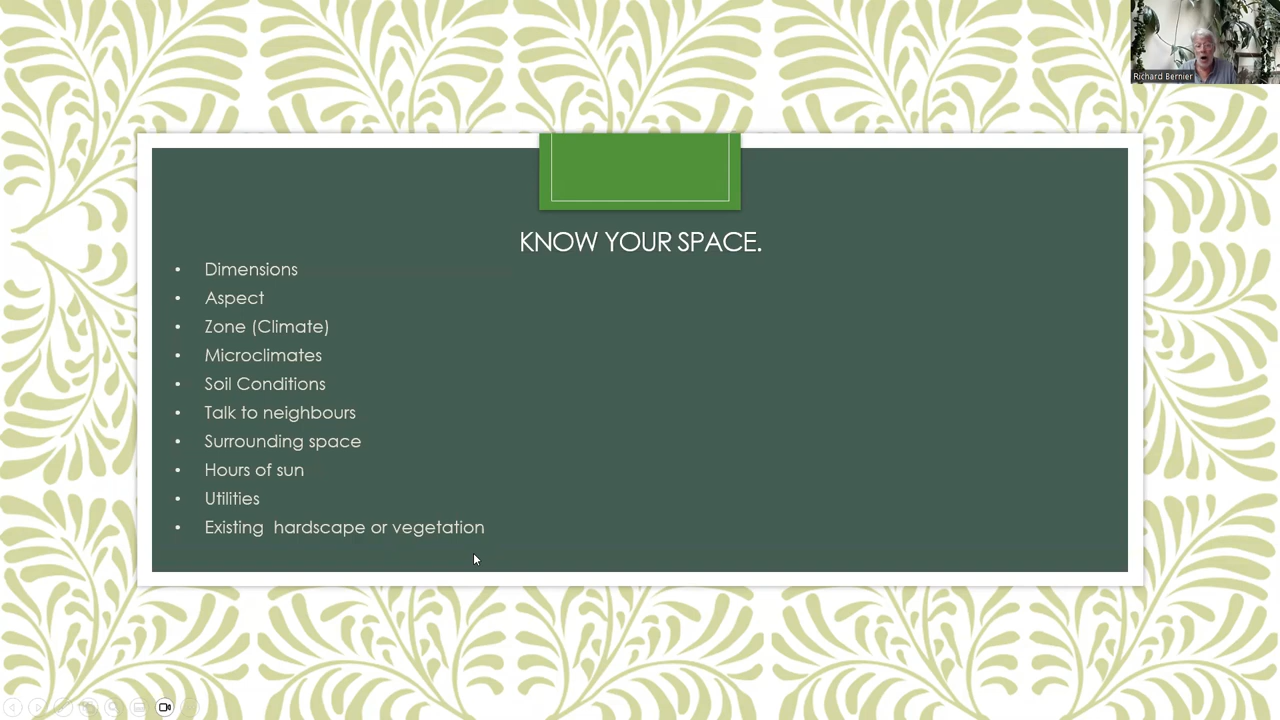 Richard Bernier
KNOW YOUR SPACE.
• Dimensions
• Aspect
• Zone (Climate)
• Microclimates
• Soil Conditions
• Talk to neighbours
• Surrounding space
• Hours of sun
• Utilities
• Existing  hardscape or vegetation